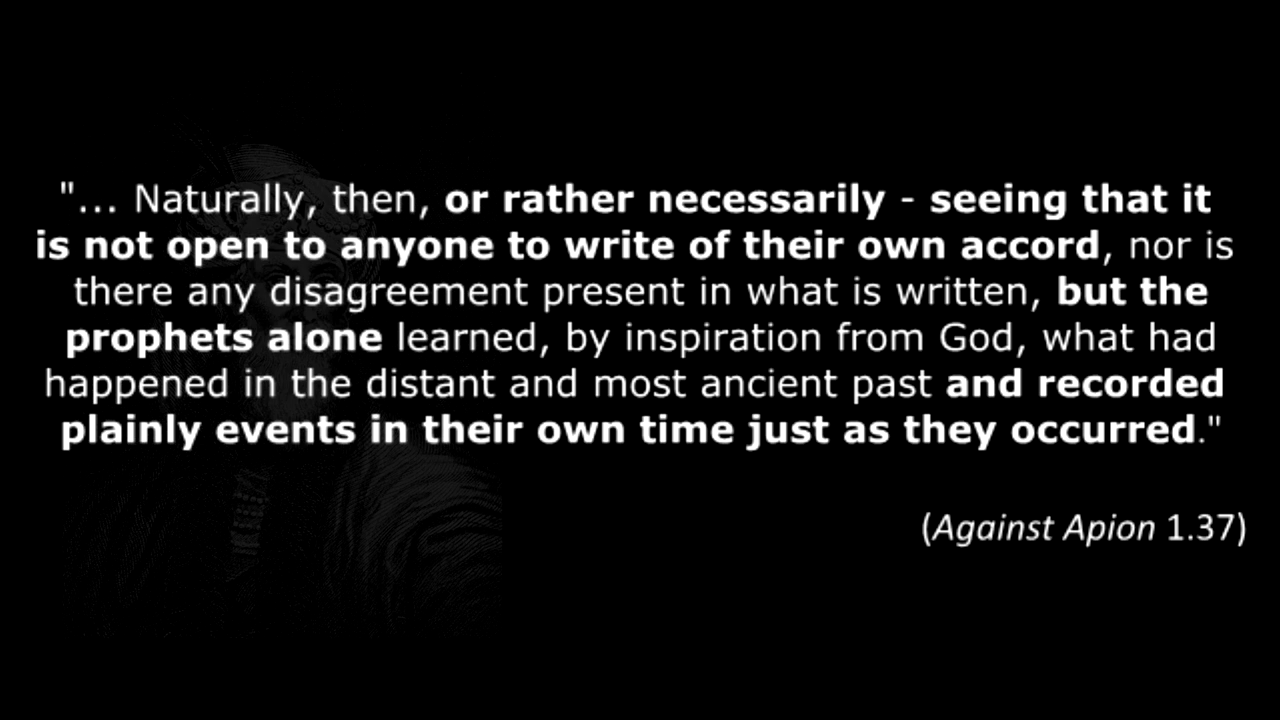 "... Naturally, then, or rather necessarily - seeing that it
is not open to anyone to write of their own accord, nor is
there any disagreement present in what is written, but the
prophets alone learned, by inspiration from God, what had
happened in the distant and most ancient past and recorded
plainly events in their own time just as they occurred."
(Against Apion 1.37)